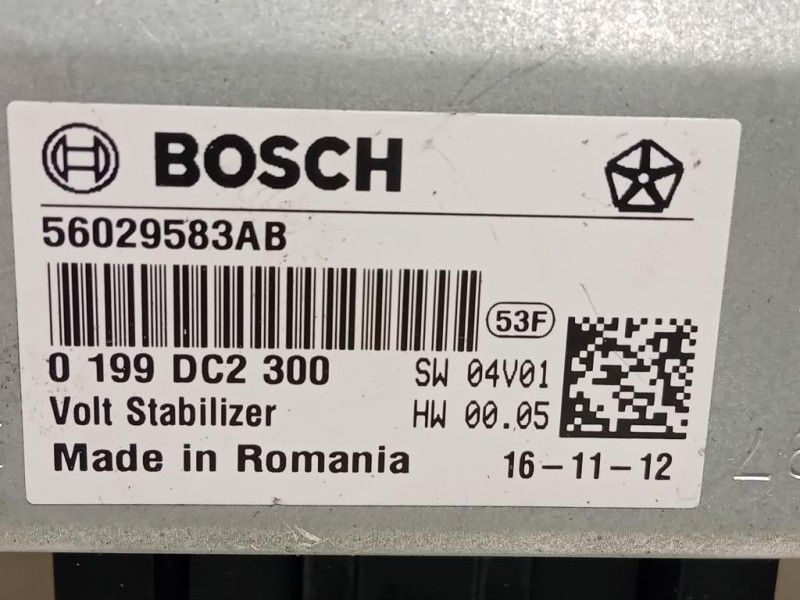 BOSCH
56029583AB
53F
0 199 DC2 300 SW 04V01
Volt Stabilizer HW 00.05
Made in Romania 16-11-12